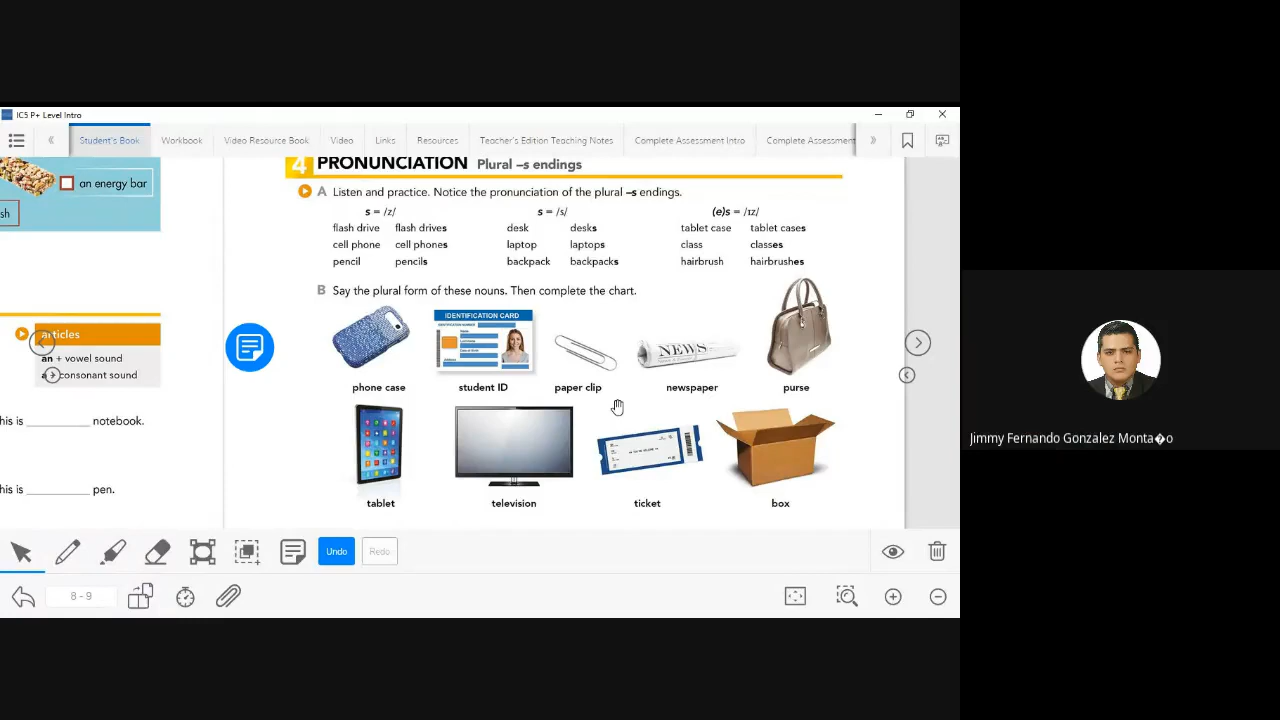 IC5 P+ Level Intro
Student's Book Workbook Video Resource Book Video Links Resources Teacher's Edition Teaching Notes Complete Assessment Intro Complete Assessment
4 PRONUNCIATION Plural –s endings
an energy bar
sh
A Listen and practice. Notice the pronunciation of the plural –s endings.
s = /z/ s = /s/ (e)s = /ɪz/
flash drive flash drives desk desks tablet case tablet cases
cell phone cell phones laptop laptops class classes
pencil pencils backpack backpacks hairbrush hairbrushes
B Say the plural form of these nouns. Then complete the chart.
IDENTIFICATION CARD
NEWS
articles
an + vowel sound
consonant sound
phone case student ID paper clip newspaper purse
his is __________ notebook.
his is __________ pen.
tablet television ticket box
Jimmy Fernando Gonzalez Monta�o
Undo Redo
8 - 9